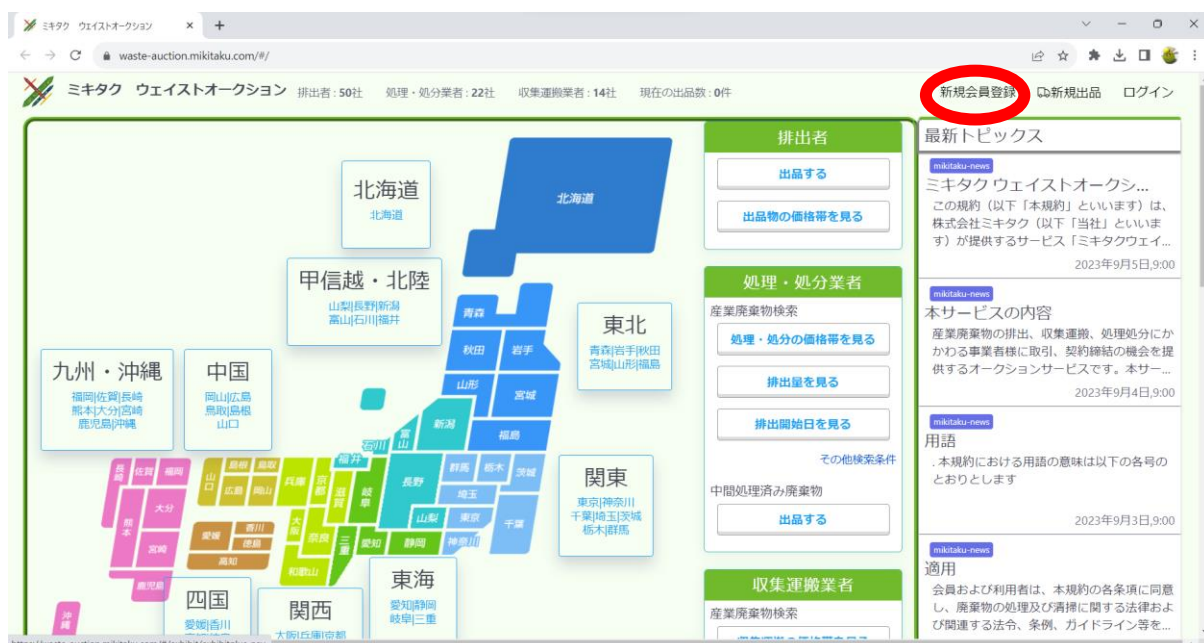 ミキタク ウェイストオークション
waste-auction.mikitaku.com/#/
ミキタク ウェイストオークション 排出者:50社 処理・処分業者:22社 収集運搬業者:14社 現在の出品数:0件
新規会員登録 新規出品 ログイン
北海道
北海道
甲信越・北陸
山梨|長野|新潟
富山|石川|福井
東北
青森|岩手|秋田
宮城|山形|福島
九州・沖縄
福岡|佐賀|長崎
熊本|大分|宮崎
鹿児島|沖縄
中国
岡山|広島
鳥取|島根
山口
関東
東京|神奈川
千葉|埼玉|茨城
栃木|群馬
東海
愛知|静岡
岐阜|三重
四国
愛媛|香川
関西
大阪|兵庫|京都
北海道
青森
秋田 岩手
山形 宮城
新潟 福島
石川 富山 福井
群馬 栃木 茨城
長野 埼玉
山梨 東京 千葉
神奈川
岐阜
静岡
愛知
三重
滋賀
京都
兵庫
大阪
奈良
和歌山
鳥取
島根
岡山
広島
山口
香川
徳島
愛媛
高知
福岡
佐賀
長崎
大分
熊本
宮崎
鹿児島
沖縄
排出者
出品する
出品物の価格帯を見る
処理・処分業者
産業廃棄物検索
処理・処分の価格帯を見る
排出量を見る
排出開始日を見る
その他検索条件
中間処理済み廃棄物
出品する
収集運搬業者
産業廃棄物検索
最新トピックス
mikitaku-news
ミキタク ウェイストオークシ...
この規約(以下「本規約」といいます)は、
株式会社ミキタク(以下「当社」といいま
す)が提供するサービス「ミキタクウェイ...
2023年9月5日,9:00
mikitaku-news
本サービスの内容
産業廃棄物の排出、収集運搬、処理処分にか
かわる事業者様に取引、契約締結の機会を提
供するオークションサービスです。本サー...
2023年9月4日,9:00
mikitaku-news
用語
. 本規約における用語の意味は以下の各号の
とおりとします
2023年9月3日,9:00
mikitaku-news
適用
会員および利用者は、本規約の各条項に同意
し、廃棄物の処理及び清掃に関する法律およ
び関連する法令、条例、ガイドライン等を...